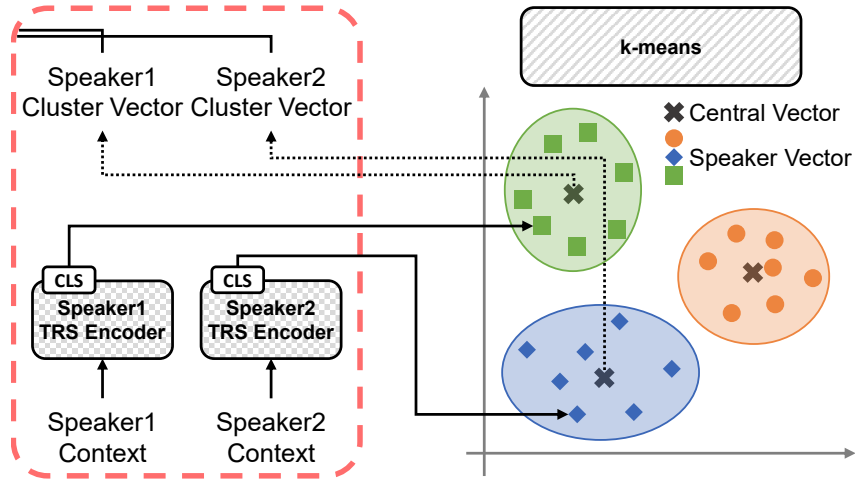 Speaker1
Cluster Vector
Speaker2
Cluster Vector
CLS
Speaker1
TRS Encoder
CLS
Speaker2
TRS Encoder
Speaker1
Context
Speaker2
Context
k-means
Central Vector
Speaker Vector